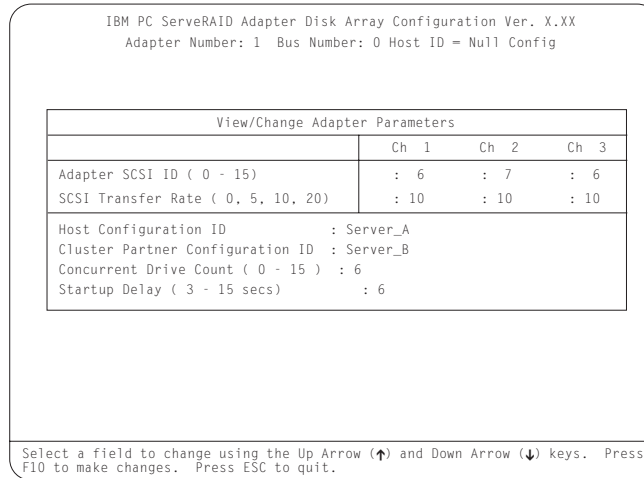 IBM PC ServeRAID Adapter Disk Array Configuration Ver. X.XX
Adapter Number: 1 Bus Number: 0 Host ID = Null Config
View/Change Adapter Parameters
Ch 1 Ch 2 Ch 3
Adapter SCSI ID ( 0 - 15) : 6 : 7 : 6
SCSI Transfer Rate ( 0, 5, 10, 20) : 10 : 10 : 10
Host Configuration ID : Server_A
Cluster Partner Configuration ID : Server_B
Concurrent Drive Count ( 0 - 15 ) : 6
Startup Delay ( 3 - 15 secs) : 6
Select a field to change using the Up Arrow (↑) and Down Arrow (↓) keys. Press
F10 to make changes. Press ESC to quit.